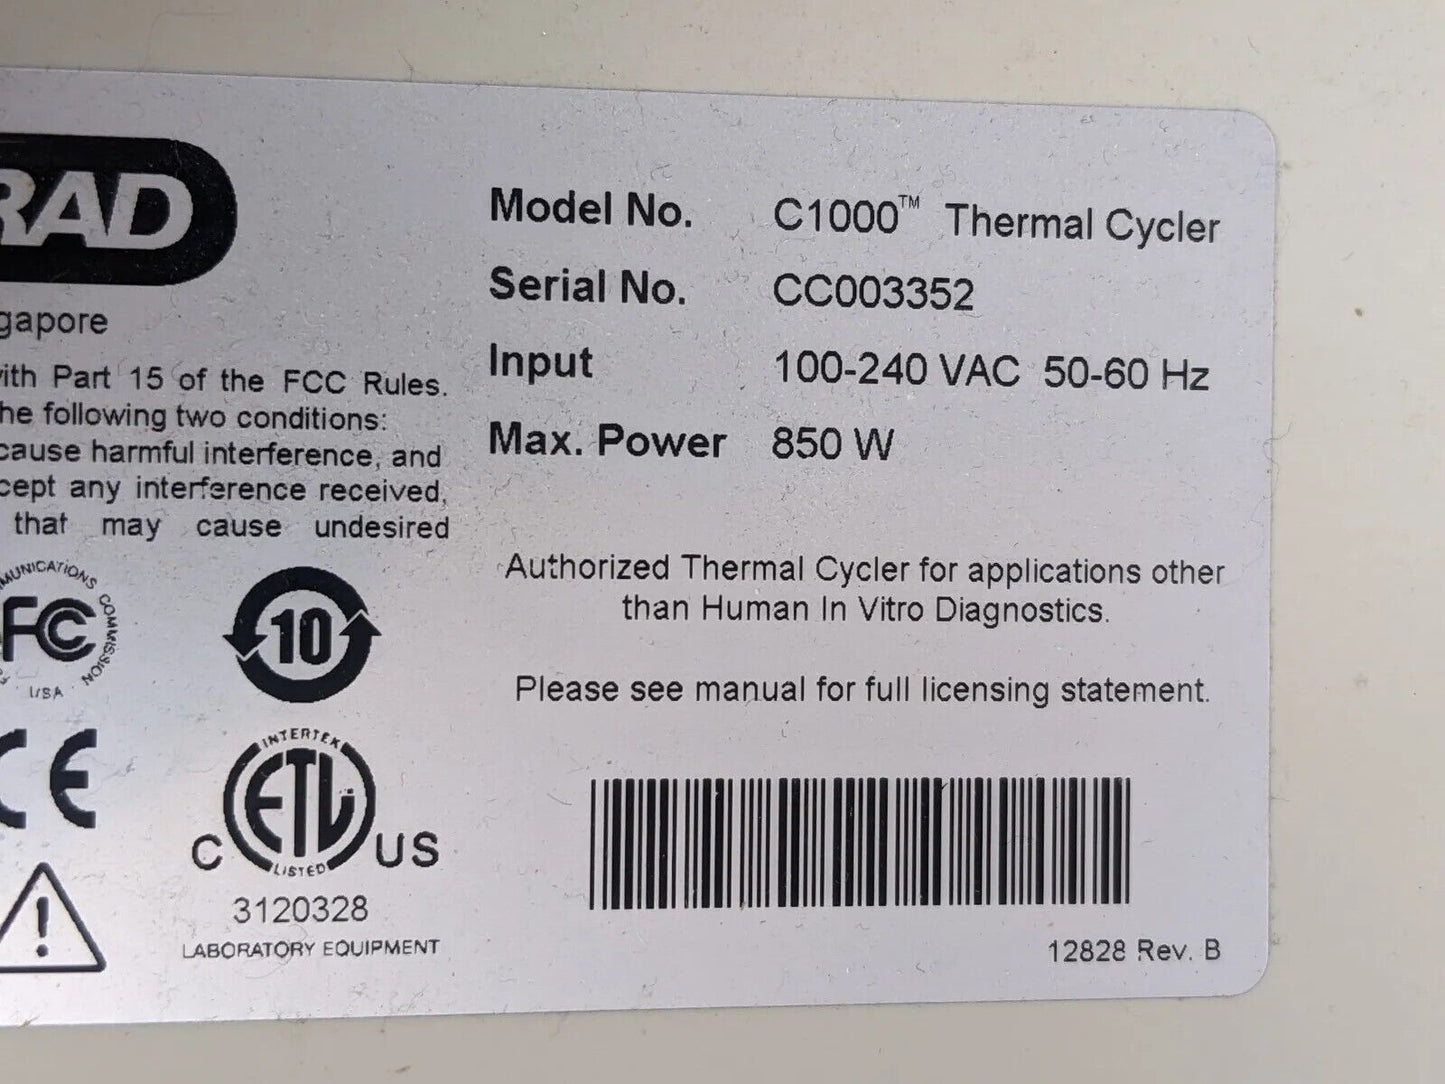 RAD
gapore
with Part 15 of the FCC Rules.
the following two conditions:
cause harmful interference, and
cept any interference received,
that may cause undesired
Model No. C1000™ Thermal Cycler
Serial No. CC003352
Input 100-240 VAC 50-60 Hz
Max. Power 850 W
Authorized Thermal Cycler for applications other
than Human In Vitro Diagnostics.
Please see manual for full licensing statement.
MUNICATIONS COMMISSION
FC
USA
10
CE
INTERTEK
C ETL US
LISTED
3120328
LABORATORY EQUIPMENT
!
12828 Rev. B